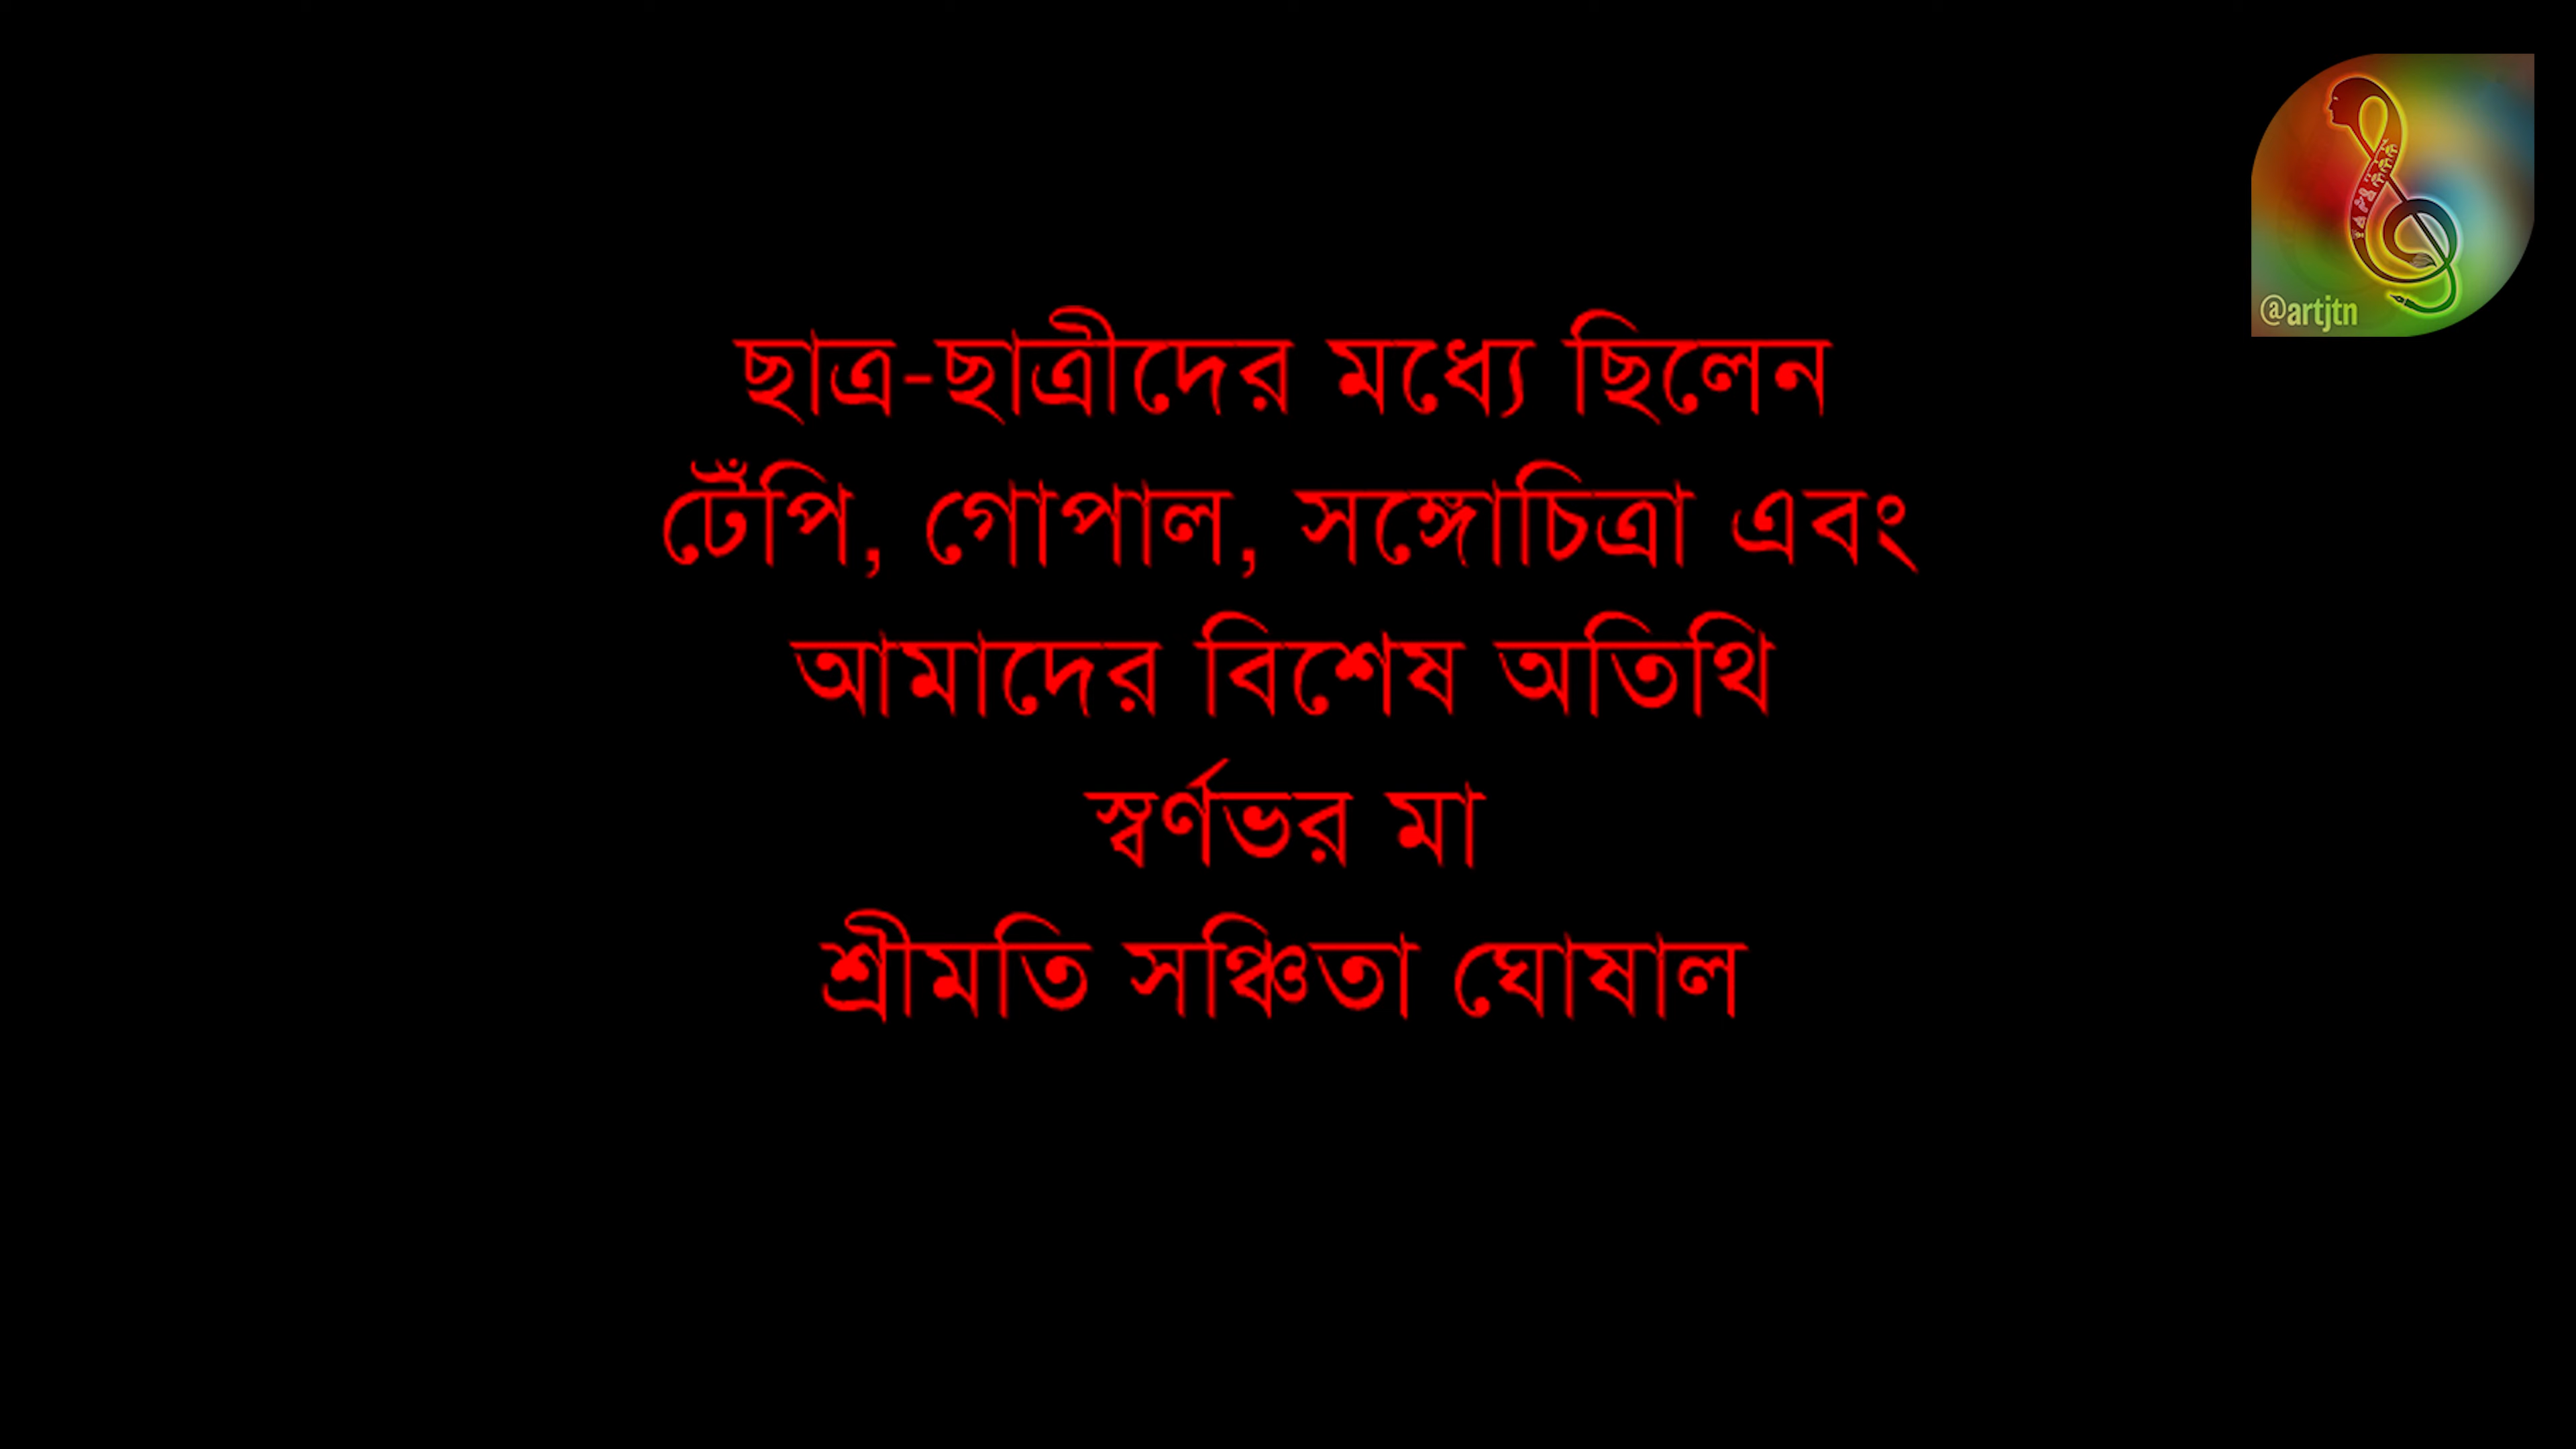 @artjtn
ছাত্র-ছাত্রীদের মধ্যে ছিলেন
টেঁপি, গোপাল, সঙ্গোচিত্রা এবং
আমাদের বিশেষ অতিথি
স্বর্ণভর মা
শ্রীমতি সঞ্চিতা ঘোষাল